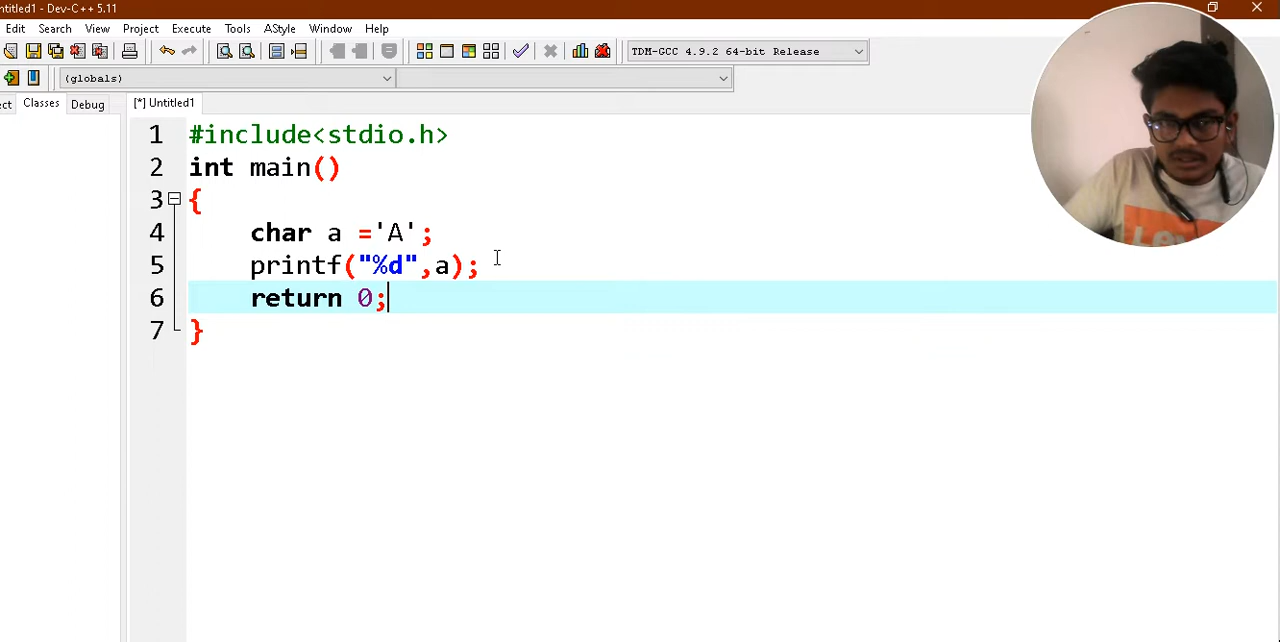 ntitled1 - Dev-C++ 5.11
Edit Search View Project Execute Tools AStyle Window Help
TDM-GCC 4.9.2 64-bit Release
(globals)
ct Classes Debug [*] Untitled1
1 #include<stdio.h>
2 int main()
3 {
4 char a ='A';
5 printf("%d",a);
6 return 0;
7 }